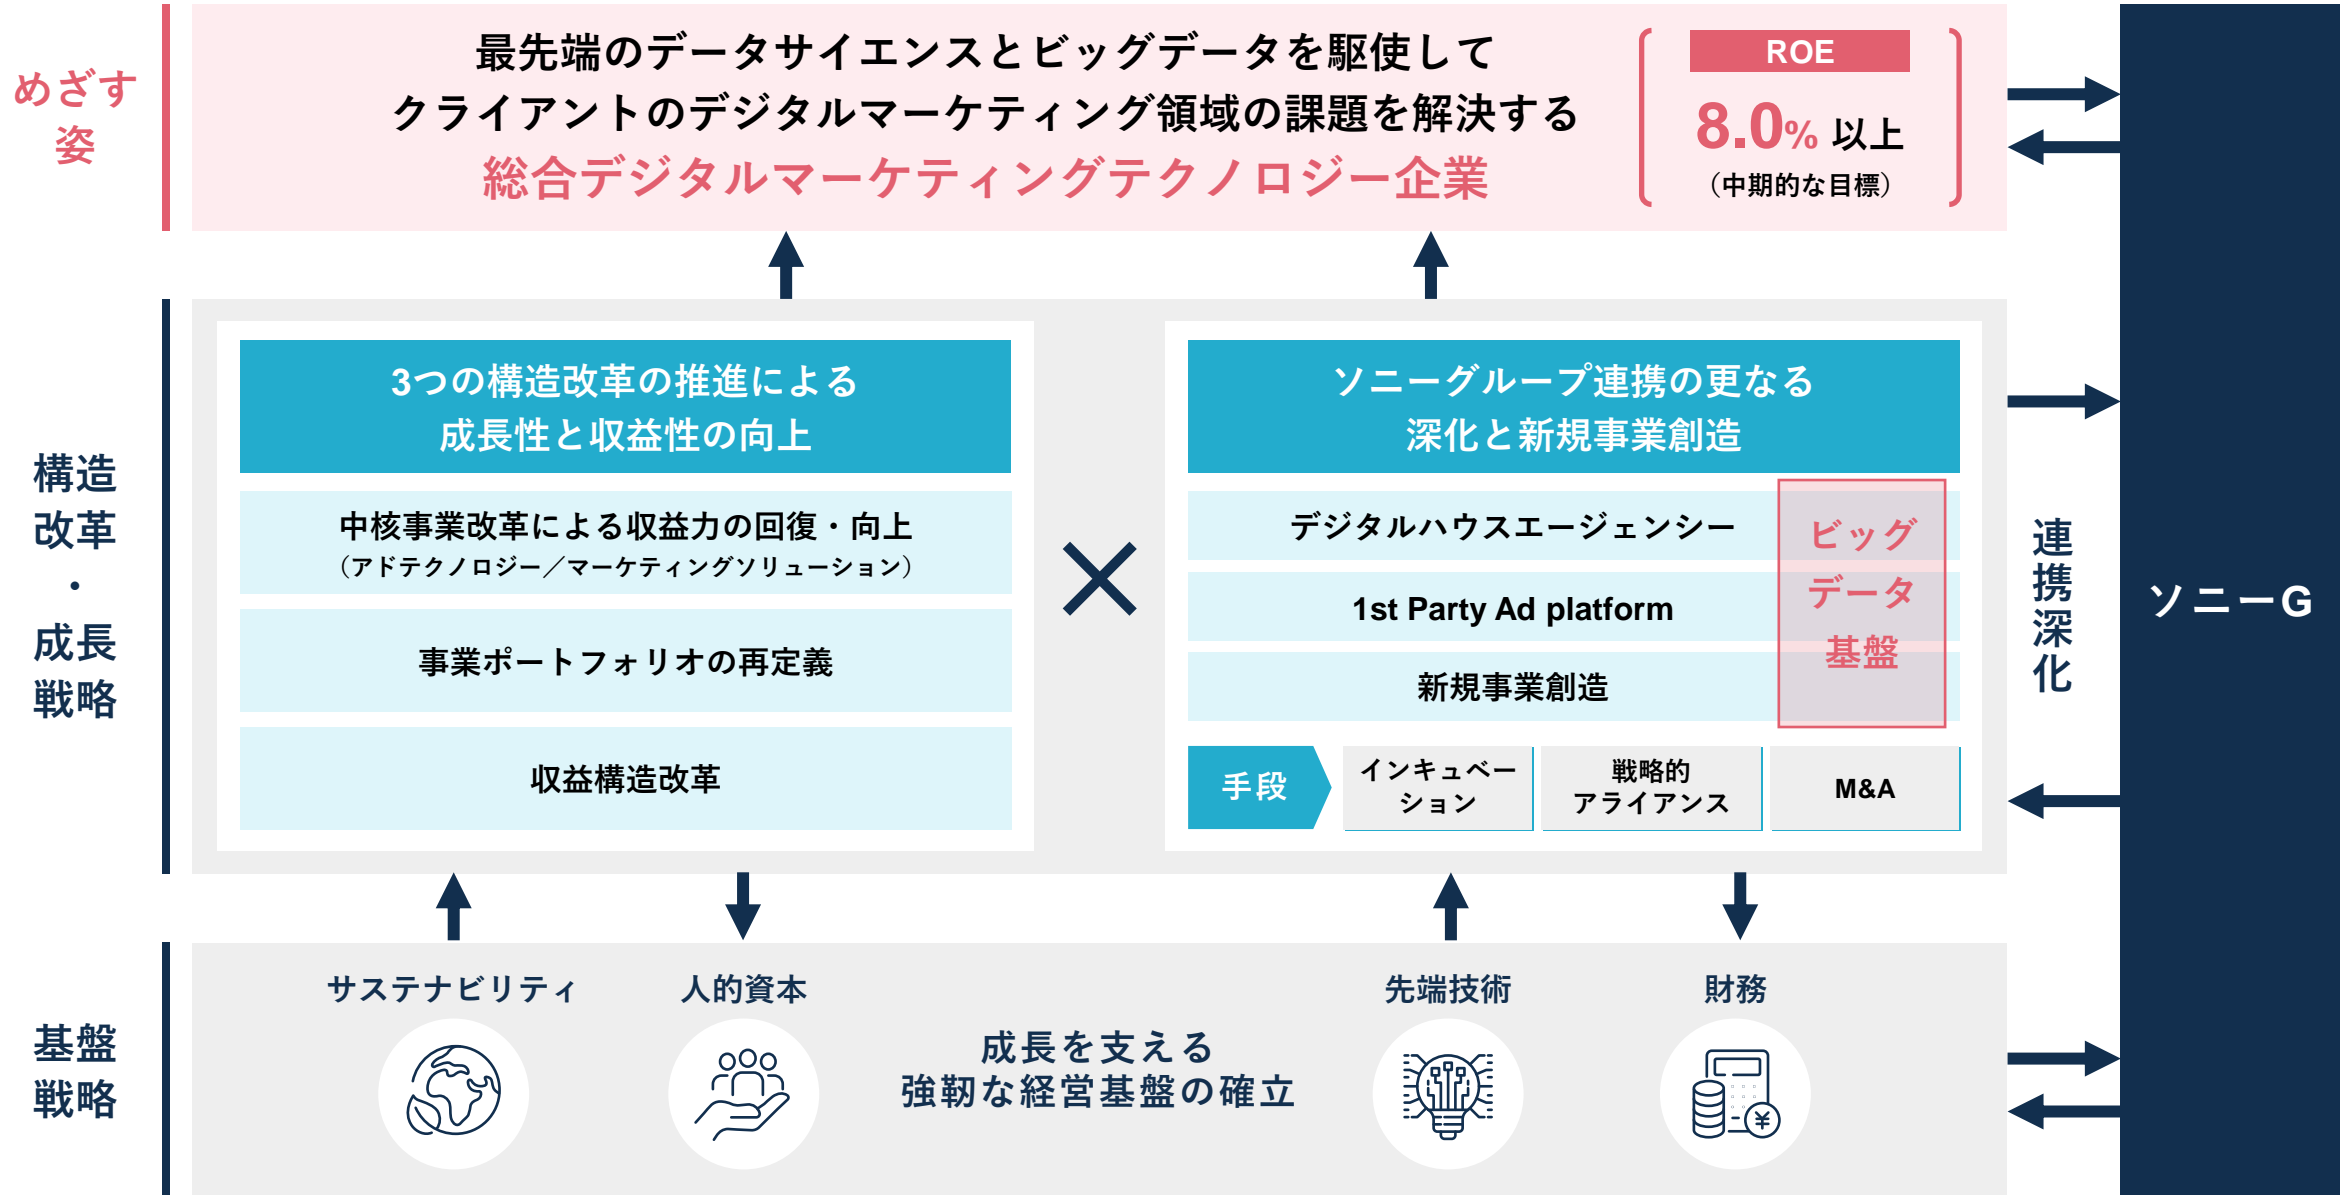 めざす
姿
最先端のデータサイエンスとビッグデータを駆使して
クライアントのデジタルマーケティング領域の課題を解決する
総合デジタルマーケティングテクノロジー企業
ROE
8.0% 以上
（中期的な目標）
構造
改革
・
成長
戦略
3つの構造改革の推進による
成長性と収益性の向上
中核事業改革による収益力の回復・向上
（アドテクノロジー／マーケティングソリューション）
事業ポートフォリオの再定義
収益構造改革
ソニーグループ連携の更なる
深化と新規事業創造
デジタルハウスエージェンシー
1st Party Ad platform
新規事業創造
ビッグ
データ
基盤
手段
インキュベー
ション
戦略的
アライアンス
M&A
連携深化
ソニーG
基盤
戦略
サステナビリティ
人的資本
成長を支える
強靭な経営基盤の確立
先端技術
財務
¥